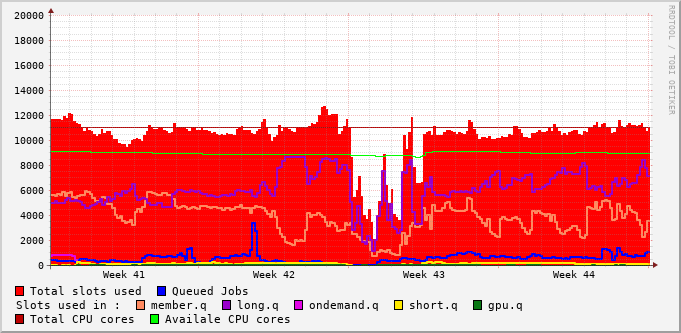 20000
18000
16000
14000
12000
10000
8000
6000
4000
2000
0
Week 41 Week 42 Week 43 Week 44
RRDTOOL / TOBI OETIKER
Total slots used Queued Jobs
Slots used in : member.q long.q ondemand.q short.q gpu.q
Total CPU cores Availale CPU cores